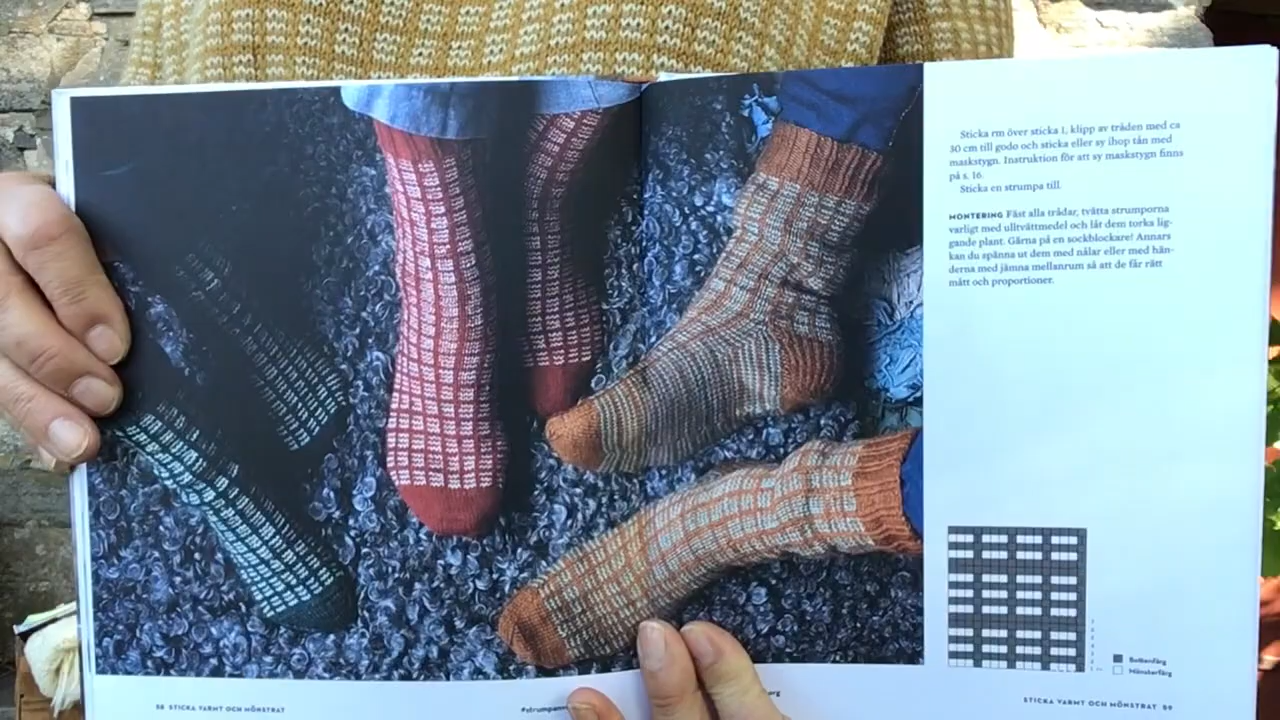 Sticka rm över sticka 1, klipp av tråden med ca
30 cm till godo och sticka eller sy ihop tån med
maskstygn. Instruktion för att sy maskstygn finns
på s. 16.
Sticka en strumpa till.
MONTERING Fäst alla trådar, tvätta strumporna
varligt med ulltvättmedel och låt dem torka lig-
gande plant. Gärna på en sockblockare! Annars
kan du spänna ut dem med nålar eller med hän-
derna med jämna mellanrum så att de får rätt
mått och proportioner.
Bottenfärg
Mönsterfärg
58 STICKA VARMT OCH MÖNSTRAT
#strumpan
org
STICKA VARMT OCH MÖNSTRAT 59